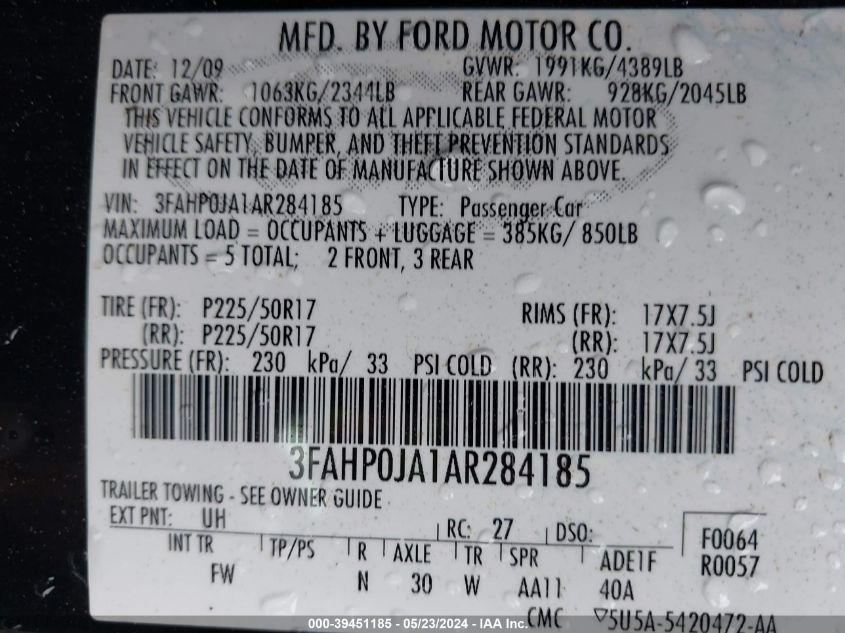 MFD. BY FORD MOTOR CO.
DATE: 12/09 GVWR: 1991KG/4389LB
FRONT GAWR: 1063KG/2344LB REAR GAWR: 928KG/2045LB
THIS VEHICLE CONFORMS TO ALL APPLICABLE FEDERAL MOTOR
VEHICLE SAFETY, BUMPER, AND THEFT PREVENTION STANDARDS
IN EFFECT ON THE DATE OF MANUFACTURE SHOWN ABOVE.
VIN: 3FAHP0JA1AR284185 TYPE: Passenger Car
MAXIMUM LOAD = OCCUPANTS + LUGGAGE = 385KG/ 850LB
OCCUPANTS = 5 TOTAL; 2 FRONT, 3 REAR
TIRE (FR): P225/50R17 RIMS (FR): 17X7.5J
(RR): P225/50R17 (RR): 17X7.5J
PRESSURE (FR): 230 kPa/ 33 PSI COLD (RR): 230 kPa/ 33 PSI COLD
3FAHP0JA1AR284185
TRAILER TOWING - SEE OWNER GUIDE
EXT PNT: UH RC: 27 DSO: F0064
INT TR TP/PS R AXLE TR SPR ADE1F R0057
FW N 30 W AA11 40A
CMC ▽5U5A-5420472-AA
000-39451185 - 05/23/2024 - IAA Inc.